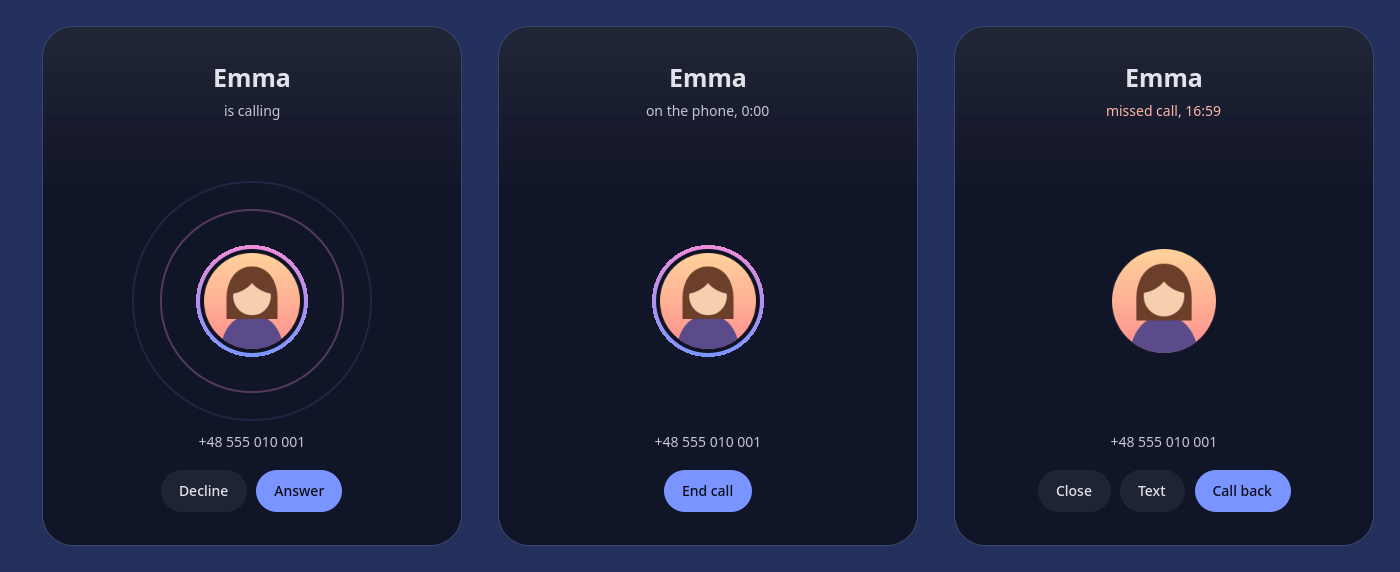 Emma
is calling
+48 555 010 001
Decline
Answer
Emma
on the phone, 0:00
+48 555 010 001
End call
Emma
missed call, 16:59
+48 555 010 001
Close
Text
Call back